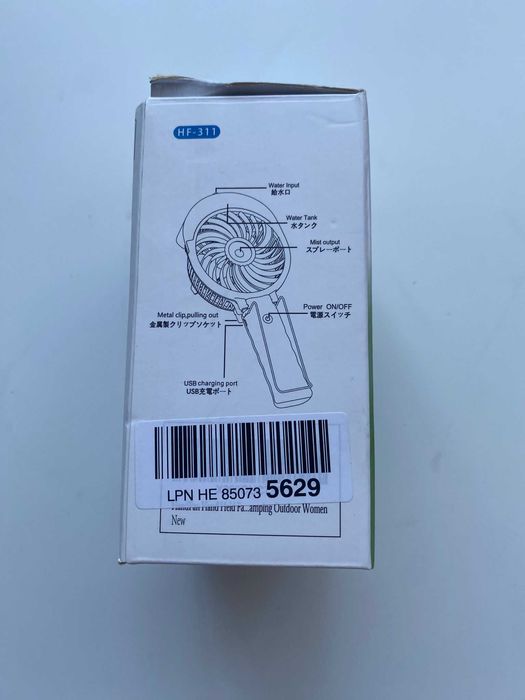 HF-311
Water Input
給水口
Water Tank
水タンク
Mist output
スプレーポート
Power ON/OFF
電源スイッチ
Metal clip,pulling out
金属製クリップソケット
USB charging port
USB充電ポート
LPN HE 85073 5629
Hand Held Fa...amping Outdoor Women
New